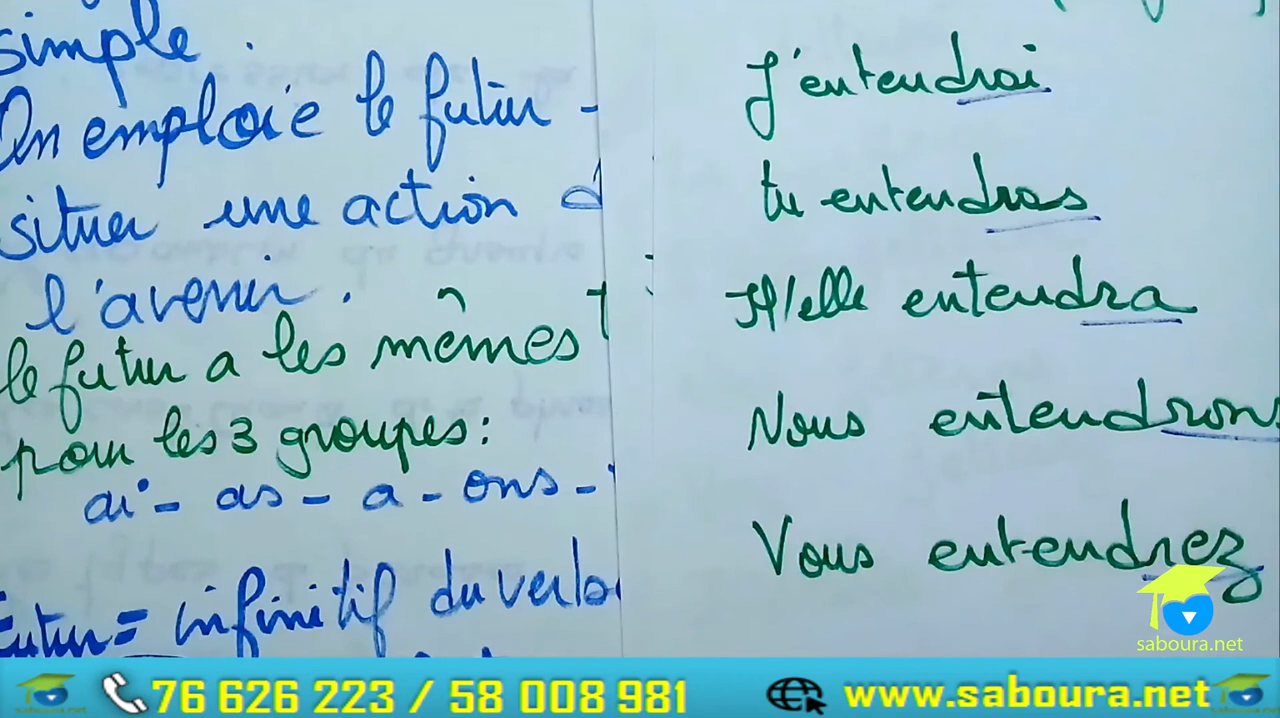 simple.
On emploie le futur
situer une action d
l'avenir.
le futur a les mêmes t
pour les 3 groupes:
ai - as - a - ons -
Futur = infinitif du verbe
J'entendrai
tu entendras
Il/elle entendra
Nous entendrons
Vous entendrez
saboura.net
76 626 223 / 58 008 981
www.saboura.net